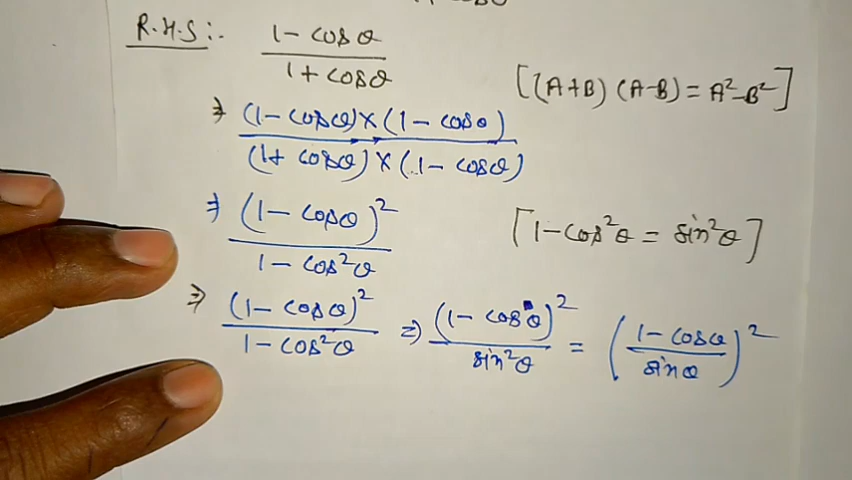 R.H.S:- (1 - cosθ)/(1 + cosθ)
[(A+B) (A-B) = A²-B²]
⇒ ((1 - cosθ)×(1 - cosθ))/((1 + cosθ)×(1 - cosθ))
⇒ (1 - cosθ)²/(1 - cos²θ)
[1-cos²θ = sin²θ]
⇒ (1 - cosθ)²/(1 - cos²θ) ⇒ (1 - cosθ)²/sin²θ = ((1 - cosθ)/sinθ)²